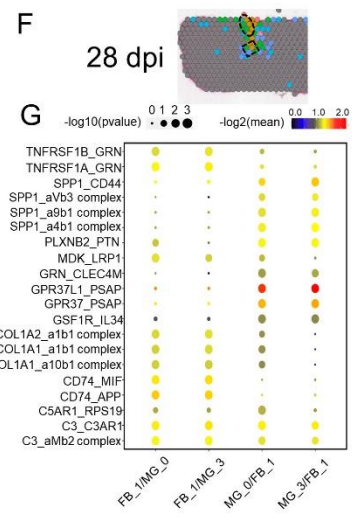 F
28 dpi
G
-log10(pvalue) 0 1 2 3
-log2(mean) 0.0 1.0 2.0
TNFRSF1B_GRN
TNFRSF1A_GRN
SPP1_CD44
SPP1_aVb3 complex
SPP1_a9b1 complex
SPP1_a4b1 complex
PLXNB2_PTN
MDK_LRP1
GRN_CLEC4M
GPR37L1_PSAP
GPR37_PSAP
GSF1R_IL34
COL1A2_a1b1 complex
COL1A1_a1b1 complex
COL1A1_a10b1 complex
CD74_MIF
CD74_APP
C5AR1_RPS19
C3_C3AR1
C3_aMb2 complex
FB_1/MG_0
FB_1/MG_3
MG_0/FB_1
MG_3/FB_1